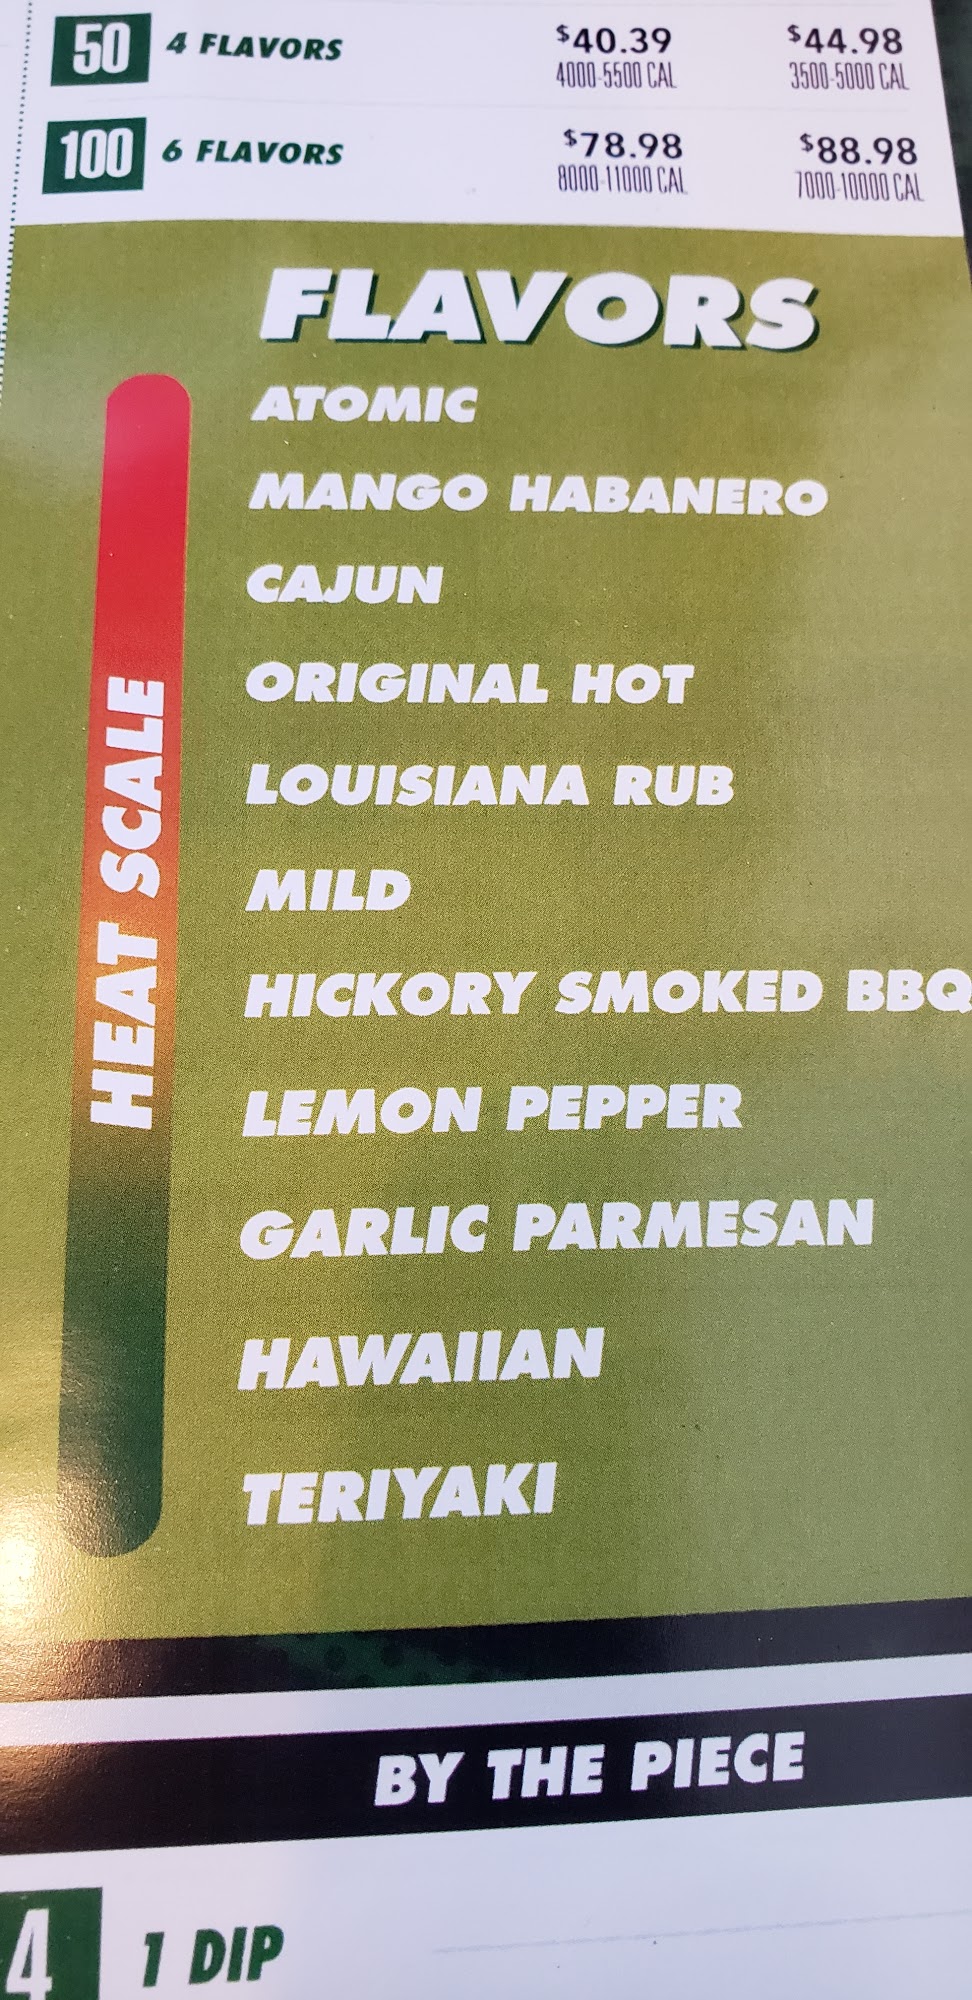 50 4 FLAVORS $40.39 $44.98
4000-5500 CAL 3500-5000 CAL
100 6 FLAVORS $78.98 $88.98
8000-11000 CAL 7000-10000 CAL
FLAVORS
HEAT SCALE
ATOMIC
MANGO HABANERO
CAJUN
ORIGINAL HOT
LOUISIANA RUB
MILD
HICKORY SMOKED BBQ
LEMON PEPPER
GARLIC PARMESAN
HAWAIIAN
TERIYAKI
BY THE PIECE
4 1 DIP